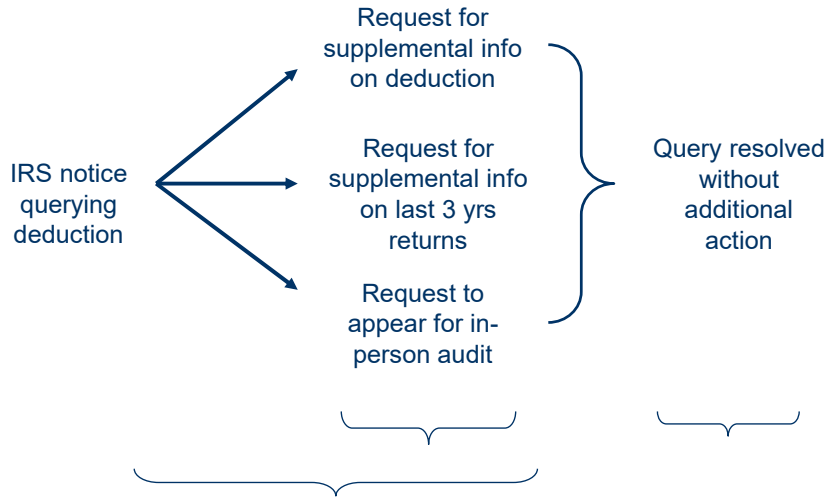 IRS notice
querying
deduction
Request for
supplemental info
on deduction
Request for
supplemental info
on last 3 yrs
returns
Request to
appear for in-
person audit
Query resolved
without
additional
action